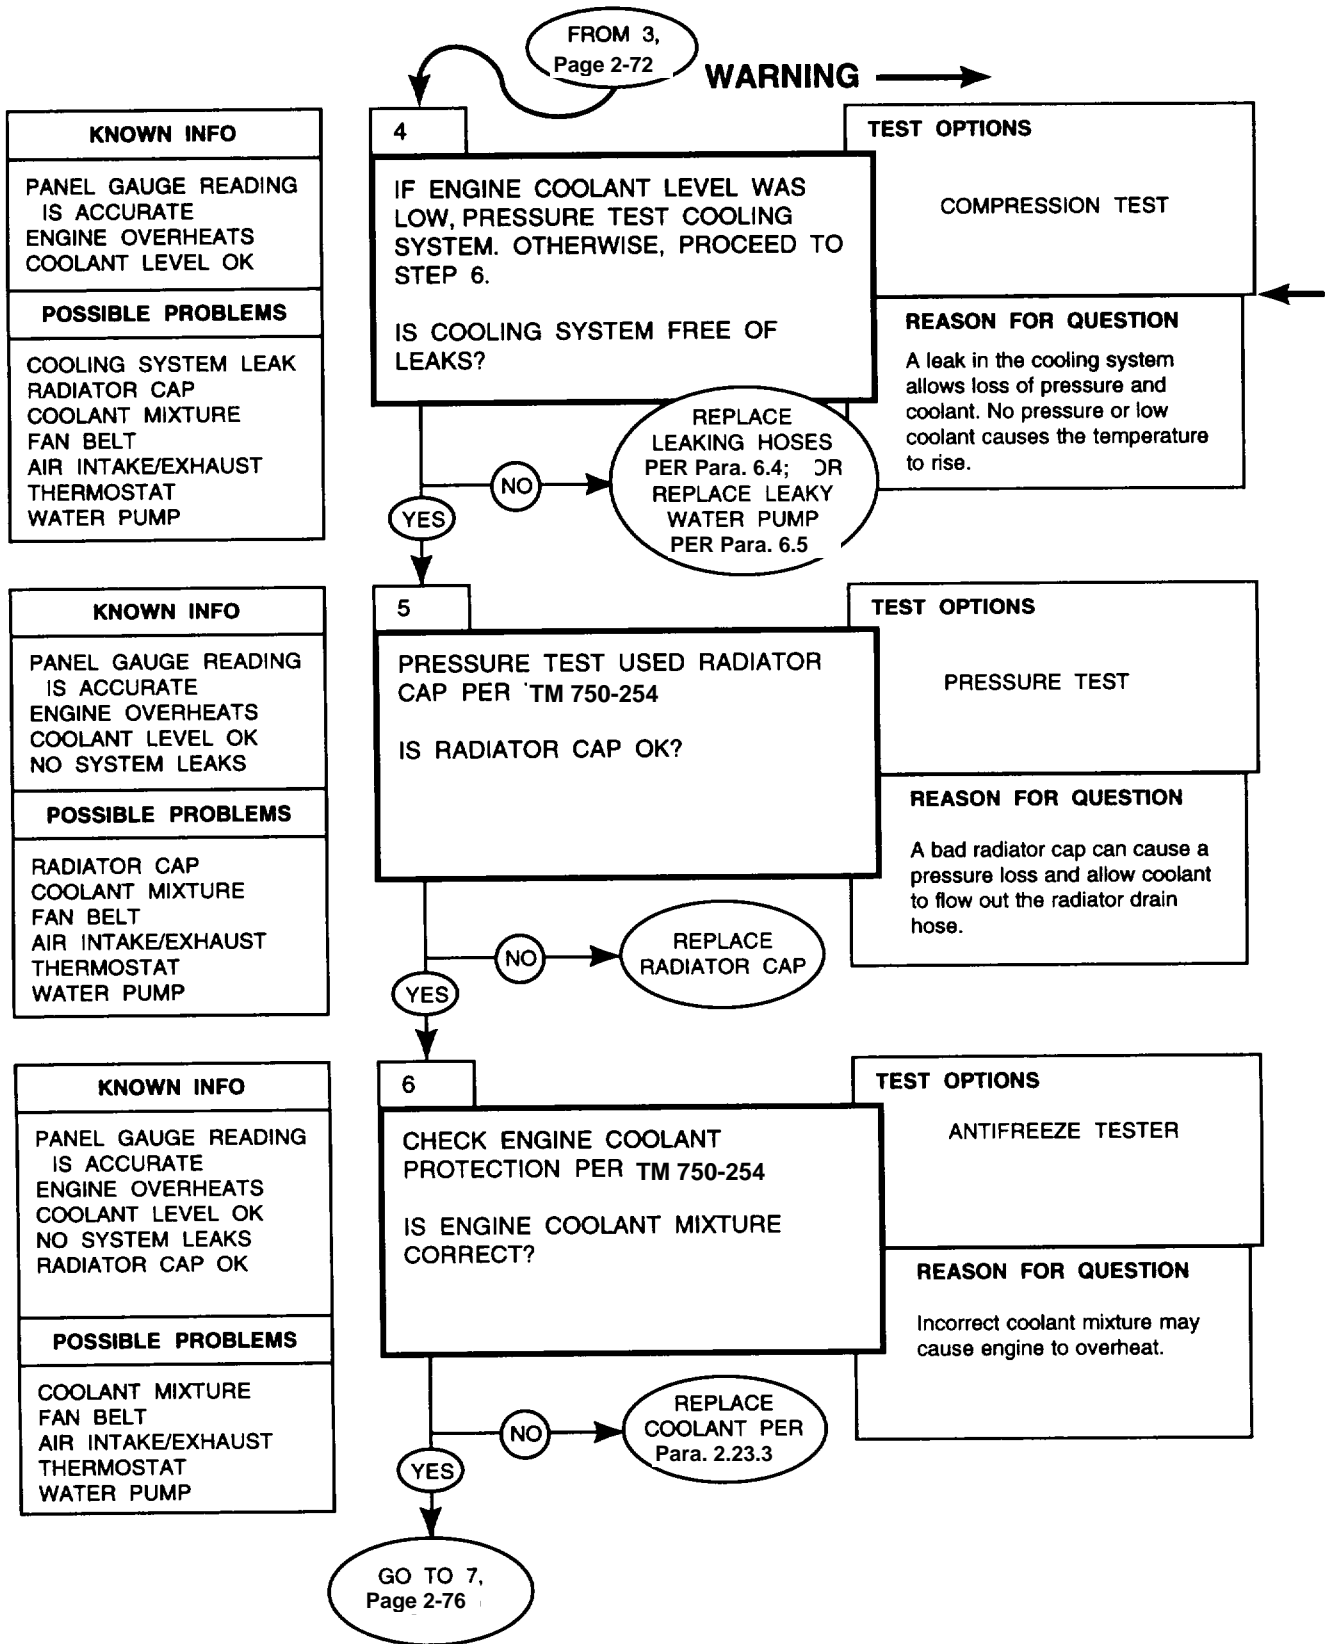 FROM 3,
Page 2-72
WARNING
KNOWN INFO
PANEL GAUGE READING
IS ACCURATE
ENGINE OVERHEATS
COOLANT LEVEL OK
POSSIBLE PROBLEMS
COOLING SYSTEM LEAK
RADIATOR CAP
COOLANT MIXTURE
FAN BELT
AIR INTAKE/EXHAUST
THERMOSTAT
WATER PUMP
4
IF ENGINE COOLANT LEVEL WAS
LOW, PRESSURE TEST COOLING
SYSTEM. OTHERWISE, PROCEED TO
STEP 6.
IS COOLING SYSTEM FREE OF
LEAKS?
TEST OPTIONS
COMPRESSION TEST
REASON FOR QUESTION
A leak in the cooling system
allows loss of pressure and
coolant. No pressure or low
coolant causes the temperature
to rise.
NO
REPLACE
LEAKING HOSES
PER Para. 6.4; OR
REPLACE LEAKY
WATER PUMP
PER Para. 6.5
YES
KNOWN INFO
PANEL GAUGE READING
IS ACCURATE
ENGINE OVERHEATS
COOLANT LEVEL OK
NO SYSTEM LEAKS
POSSIBLE PROBLEMS
RADIATOR CAP
COOLANT MIXTURE
FAN BELT
AIR INTAKE/EXHAUST
THERMOSTAT
WATER PUMP
5
PRESSURE TEST USED RADIATOR
CAP PER TM 750-254
IS RADIATOR CAP OK?
TEST OPTIONS
PRESSURE TEST
REASON FOR QUESTION
A bad radiator cap can cause a
pressure loss and allow coolant
to flow out the radiator drain
hose.
NO
REPLACE
RADIATOR CAP
YES
KNOWN INFO
PANEL GAUGE READING
IS ACCURATE
ENGINE OVERHEATS
COOLANT LEVEL OK
NO SYSTEM LEAKS
RADIATOR CAP OK
POSSIBLE PROBLEMS
COOLANT MIXTURE
FAN BELT
AIR INTAKE/EXHAUST
THERMOSTAT
WATER PUMP
6
CHECK ENGINE COOLANT
PROTECTION PER TM 750-254
IS ENGINE COOLANT MIXTURE
CORRECT?
TEST OPTIONS
ANTIFREEZE TESTER
REASON FOR QUESTION
Incorrect coolant mixture may
cause engine to overheat.
NO
REPLACE
COOLANT PER
Para. 2.23.3
YES
GO TO 7,
Page 2-76